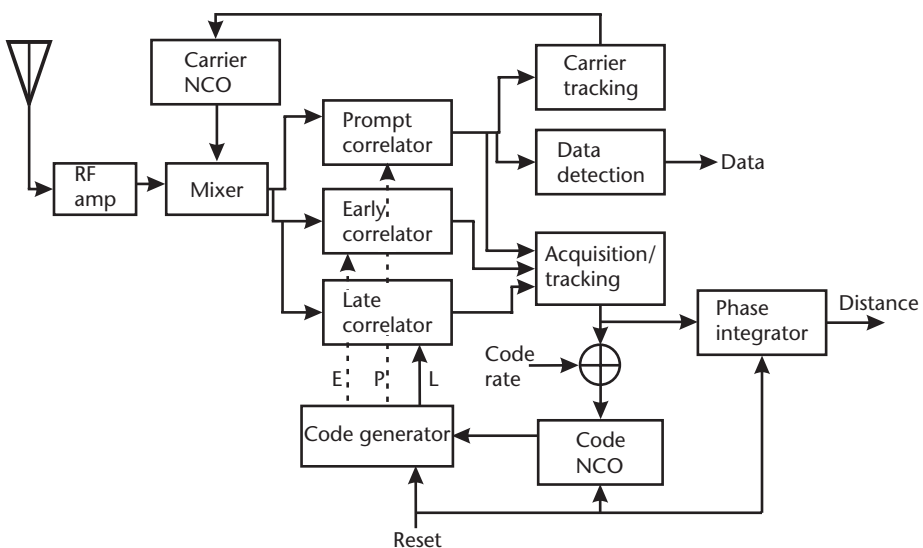 Carrier
NCO
Carrier
tracking
Prompt
correlator
Data
detection
Data
RF
amp
Mixer
Early
correlator
Acquisition/
tracking
Late
correlator
Phase
integrator
Distance
Code
rate
E
P
L
Code generator
Code
NCO
Reset